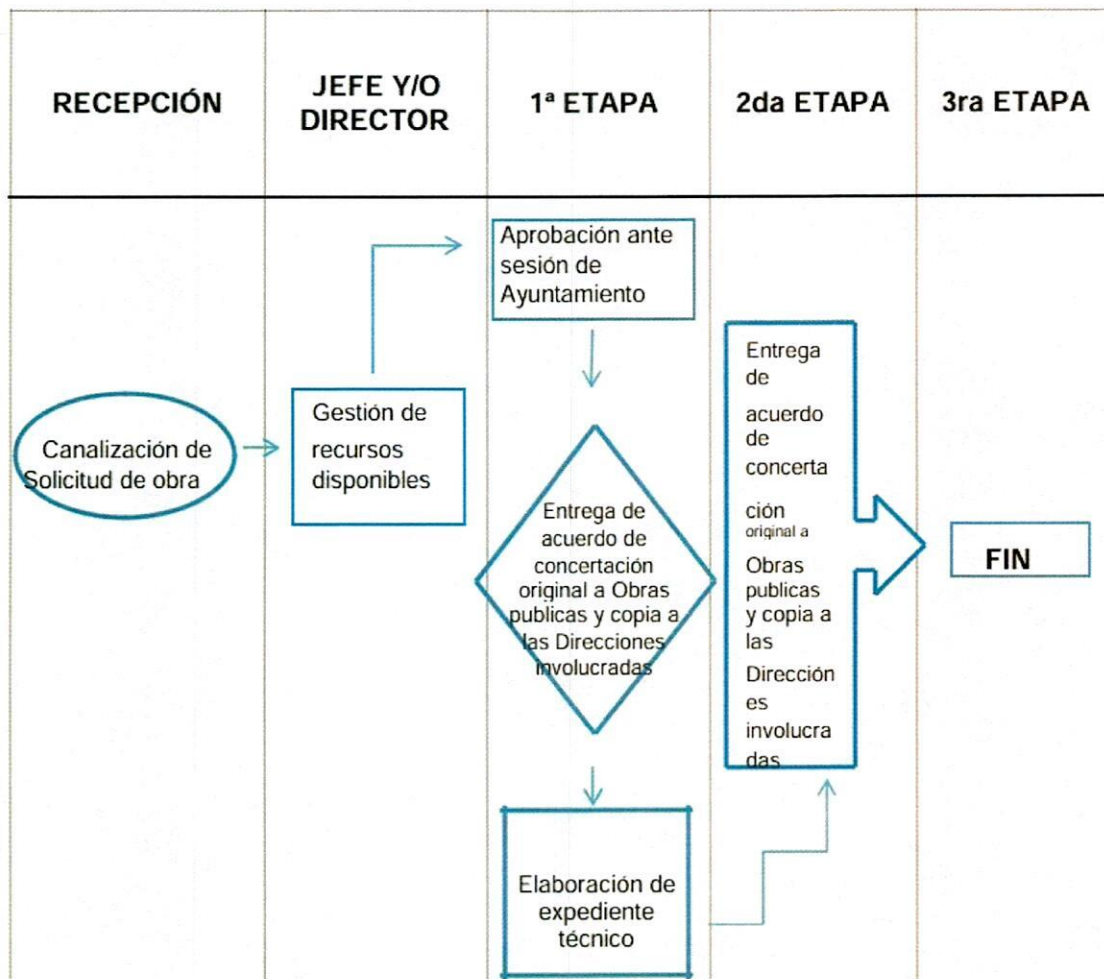 RECEPCIÓN
JEFE Y/O
DIRECTOR
1ª ETAPA
2da ETAPA
3ra ETAPA
Canalización de
Solicitud de obra
Gestión de
recursos
disponibles
Aprobación ante
sesión de
Ayuntamiento
Entrega de
acuerdo de
concertación
original a Obras
publicas y copia a
las Direcciones
involucradas
Elaboración de
expediente
técnico
Entrega
de
acuerdo
de
concerta
ción
original a
Obras
publicas
y copia a
las
Dirección
es
involucra
das
FIN